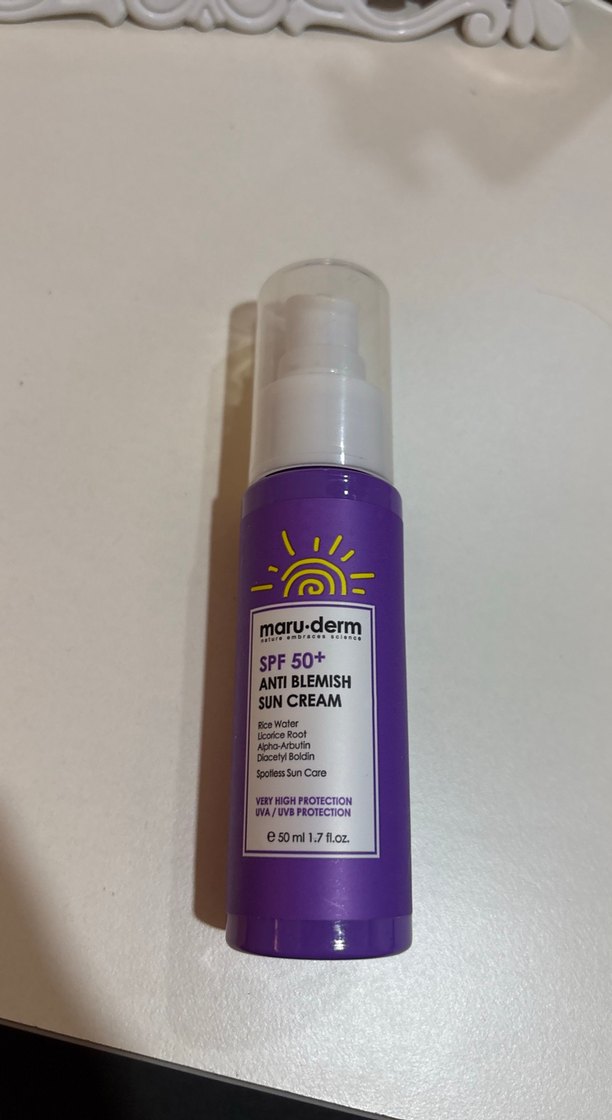 maru·derm
nature embraces science
SPF 50+
ANTI BLEMISH
SUN CREAM
Rice Water
Licorice Root
Alpha-Arbutin
Diacetyl Boldin
Spotless Sun Care
VERY HIGH PROTECTION
UVA / UVB PROTECTION
℮ 50 ml 1.7 fl.oz.